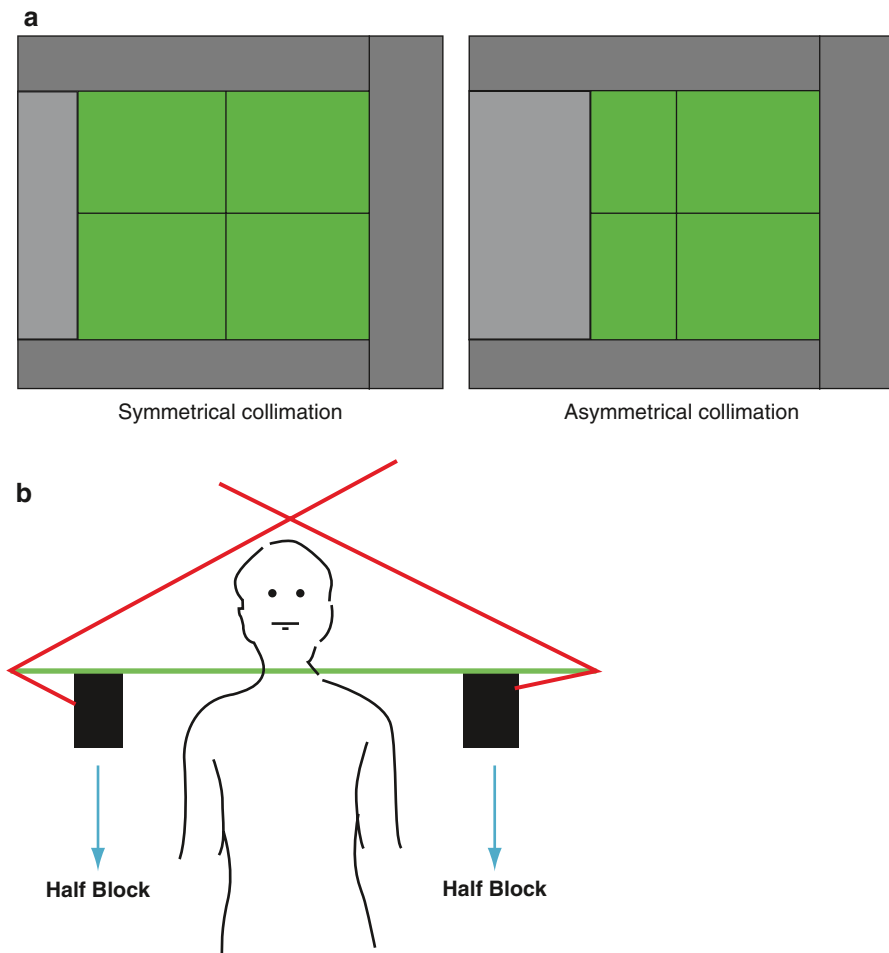 a
Symmetrical collimation
Asymmetrical collimation
b
Half Block
Half Block